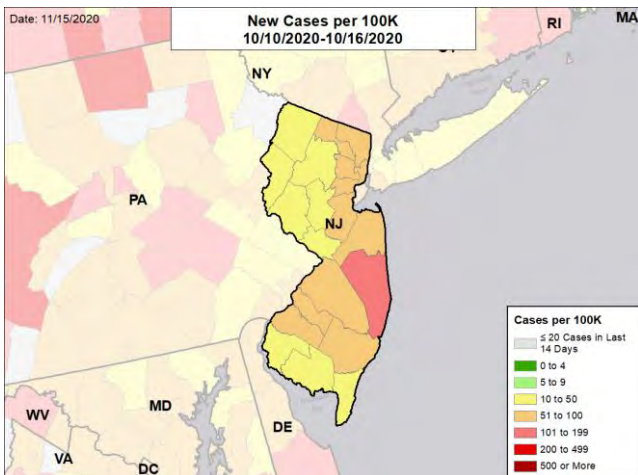 Date: 11/15/2020
New Cases per 100K
10/10/2020-10/16/2020
RI
MA
NY
PA
NJ
WV
MD
DE
VA
DC
Cases per 100K
≤ 20 Cases in Last
14 Days
0 to 4
5 to 9
10 to 50
51 to 100
101 to 199
200 to 499
500 or More